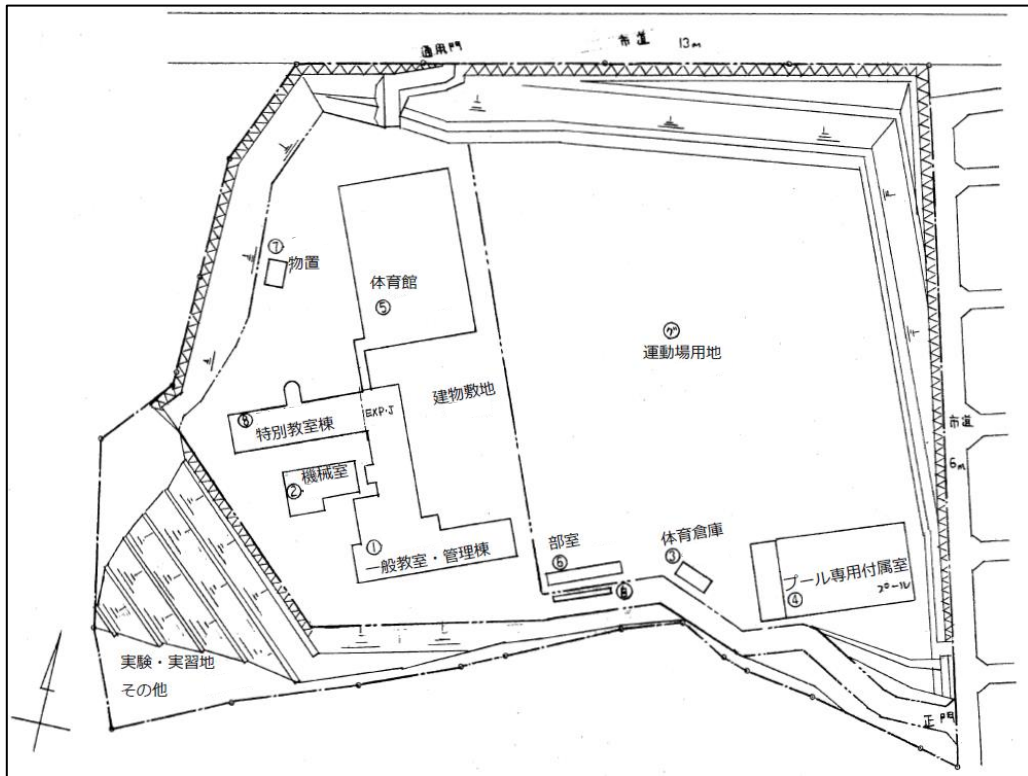 通用門
市道 13m
⑦
物置
体育館
⑤
㋘
運動場用地
建物敷地
EXP.J
⑧
特別教室棟
機械室
②
市道
6m
①
一般教室・管理棟
部室
⑥
体育倉庫
③
プール専用付属室
④
プール
実験・実習地
その他
正門